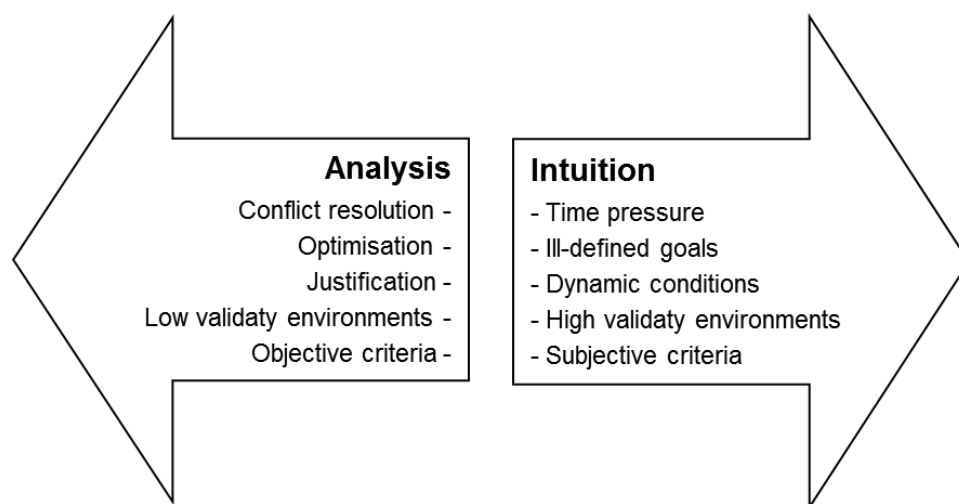 Analysis
Conflict resolution -
Optimisation -
Justification -
Low validaty environments -
Objective criteria -
Intuition
- Time pressure
- Ill-defined goals
- Dynamic conditions
- High validaty environments
- Subjective criteria